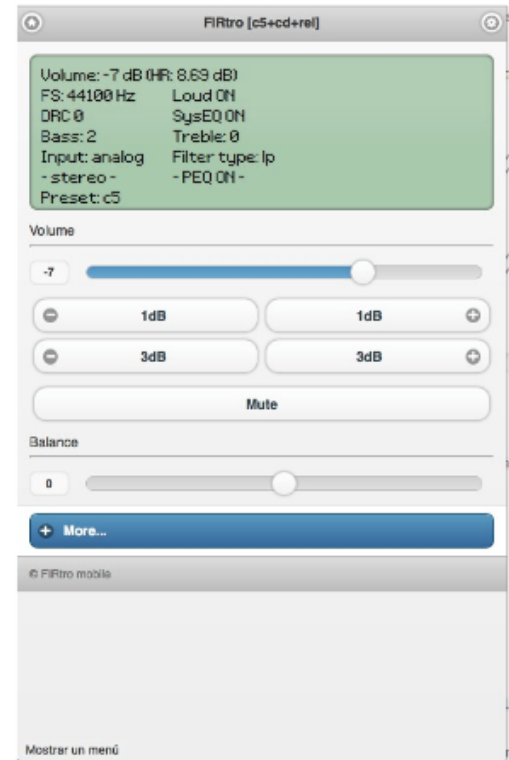 FIRtro [c5+cd+rel]
Volume: -7 dB (HR: 8.69 dB)
FS: 44100 Hz Loud ON
DRC 0 SysEQ ON
Bass: 2 Treble: 0
Input: analog Filter type: lp
- stereo - - PEQ ON -
Preset: c5
Volume
-7
1dB 1dB
3dB 3dB
Mute
Balance
0
More...
© FIRtro mobile
Mostrar un menú